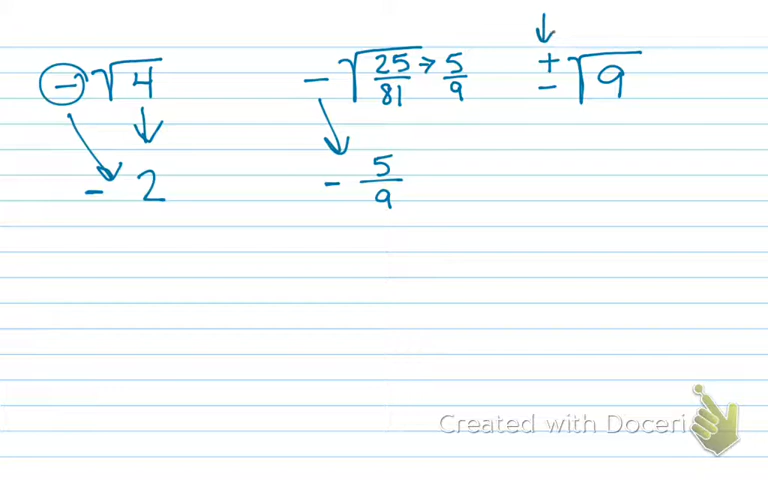 -√4   -√25/81 → 5/9   ±√9
- 2   - 5/9
Created with Doceri